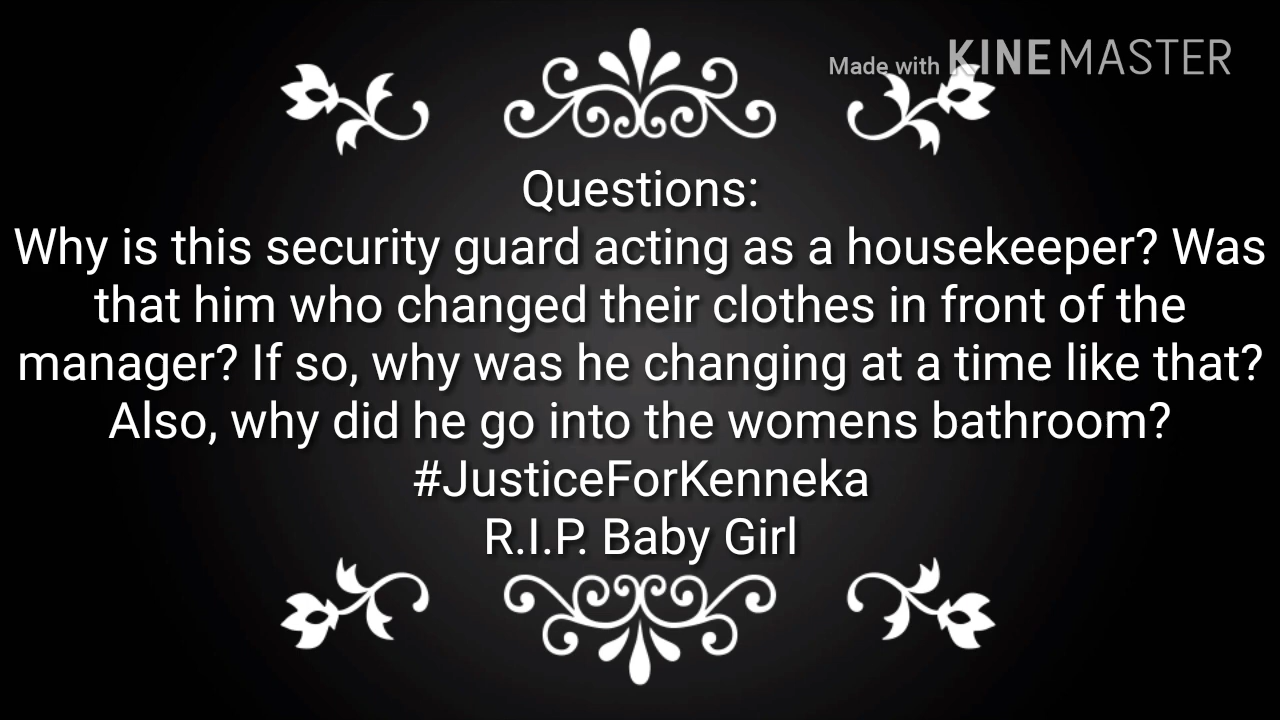 Made with KINEMASTER
Questions:
Why is this security guard acting as a housekeeper? Was
that him who changed their clothes in front of the
manager? If so, why was he changing at a time like that?
Also, why did he go into the womens bathroom?
#JusticeForKenneka
R.I.P. Baby Girl